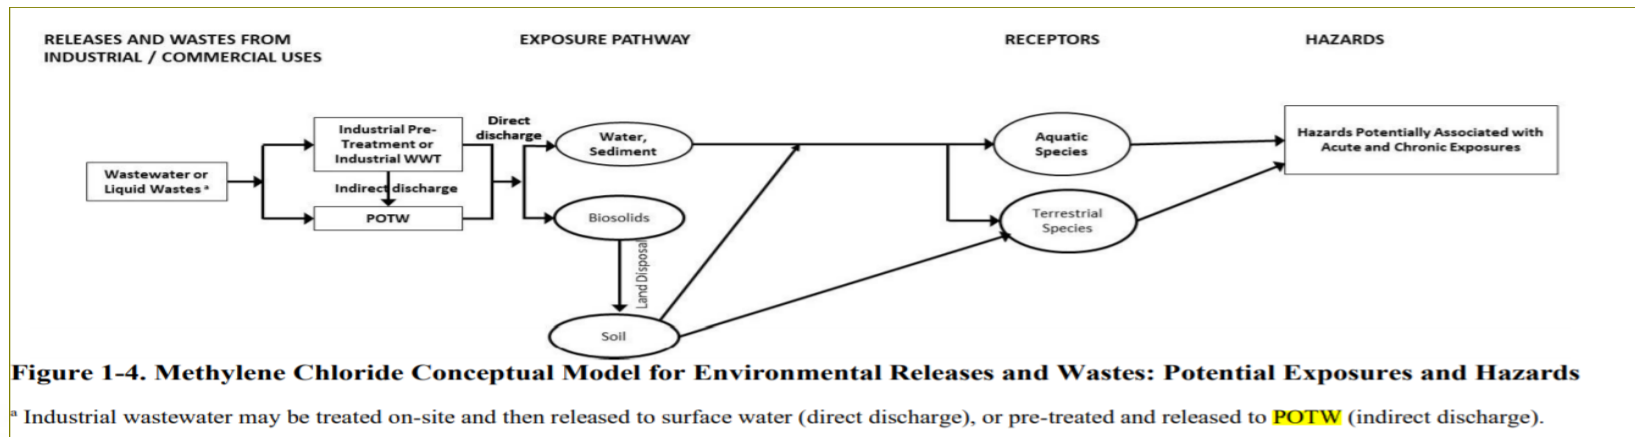 RELEASES AND WASTES FROM
INDUSTRIAL / COMMERCIAL USES
EXPOSURE PATHWAY
RECEPTORS
HAZARDS
Wastewater or
Liquid Wastes ᵃ
Industrial Pre-
Treatment or
Industrial WWT
Indirect discharge
POTW
Direct
discharge
Water,
Sediment
Biosolids
Land Disposal
Soil
Aquatic
Species
Terrestrial
Species
Hazards Potentially Associated with
Acute and Chronic Exposures
Figure 1-4. Methylene Chloride Conceptual Model for Environmental Releases and Wastes: Potential Exposures and Hazards
ᵃ Industrial wastewater may be treated on-site and then released to surface water (direct discharge), or pre-treated and released to POTW (indirect discharge).